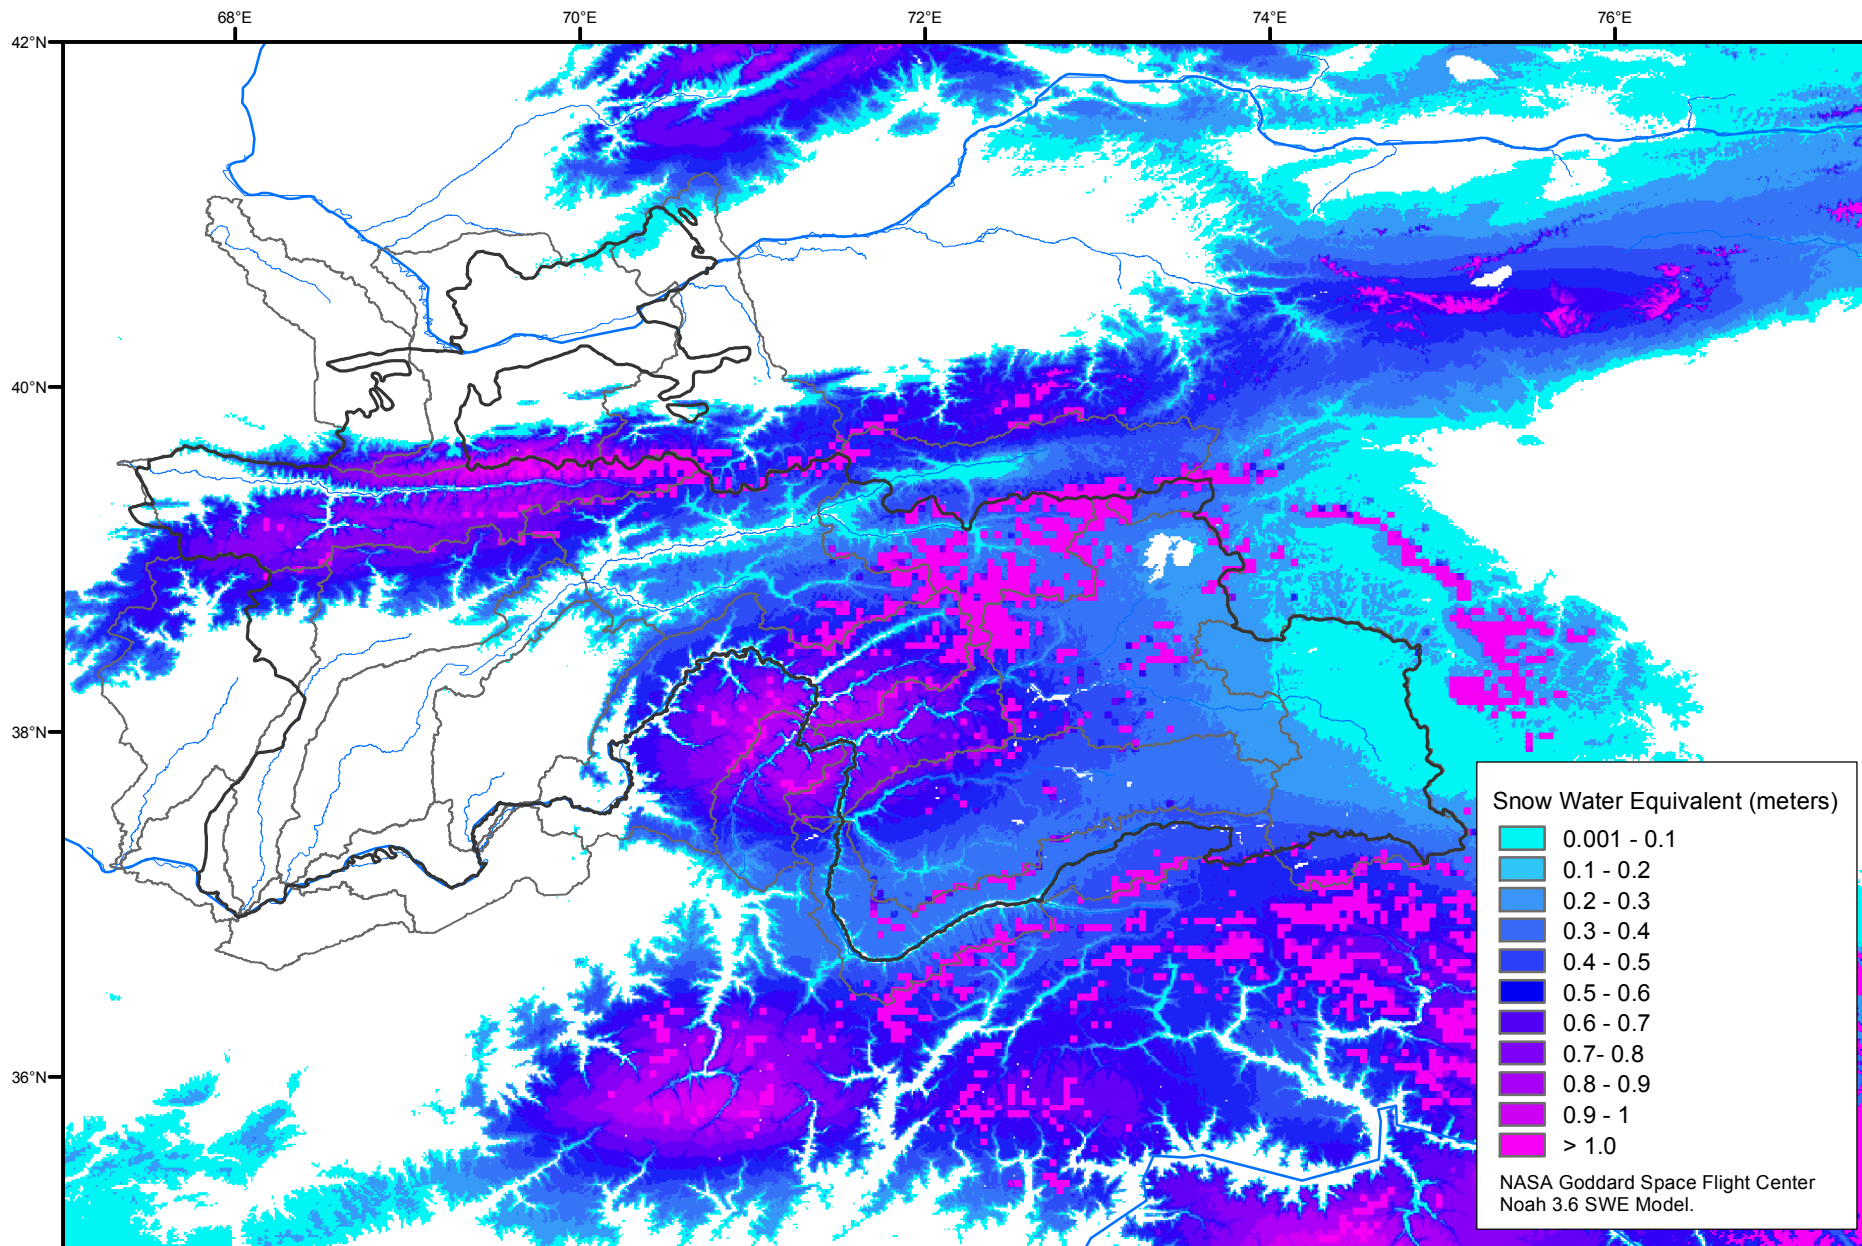 68°E
70°E
72°E
74°E
76°E
42°N
40°N
38°N
36°N
Snow Water Equivalent (meters)
0.001 - 0.1
0.1 - 0.2
0.2 - 0.3
0.3 - 0.4
0.4 - 0.5
0.5 - 0.6
0.6 - 0.7
0.7- 0.8
0.8 - 0.9
0.9 - 1
> 1.0
NASA Goddard Space Flight Center
Noah 3.6 SWE Model.